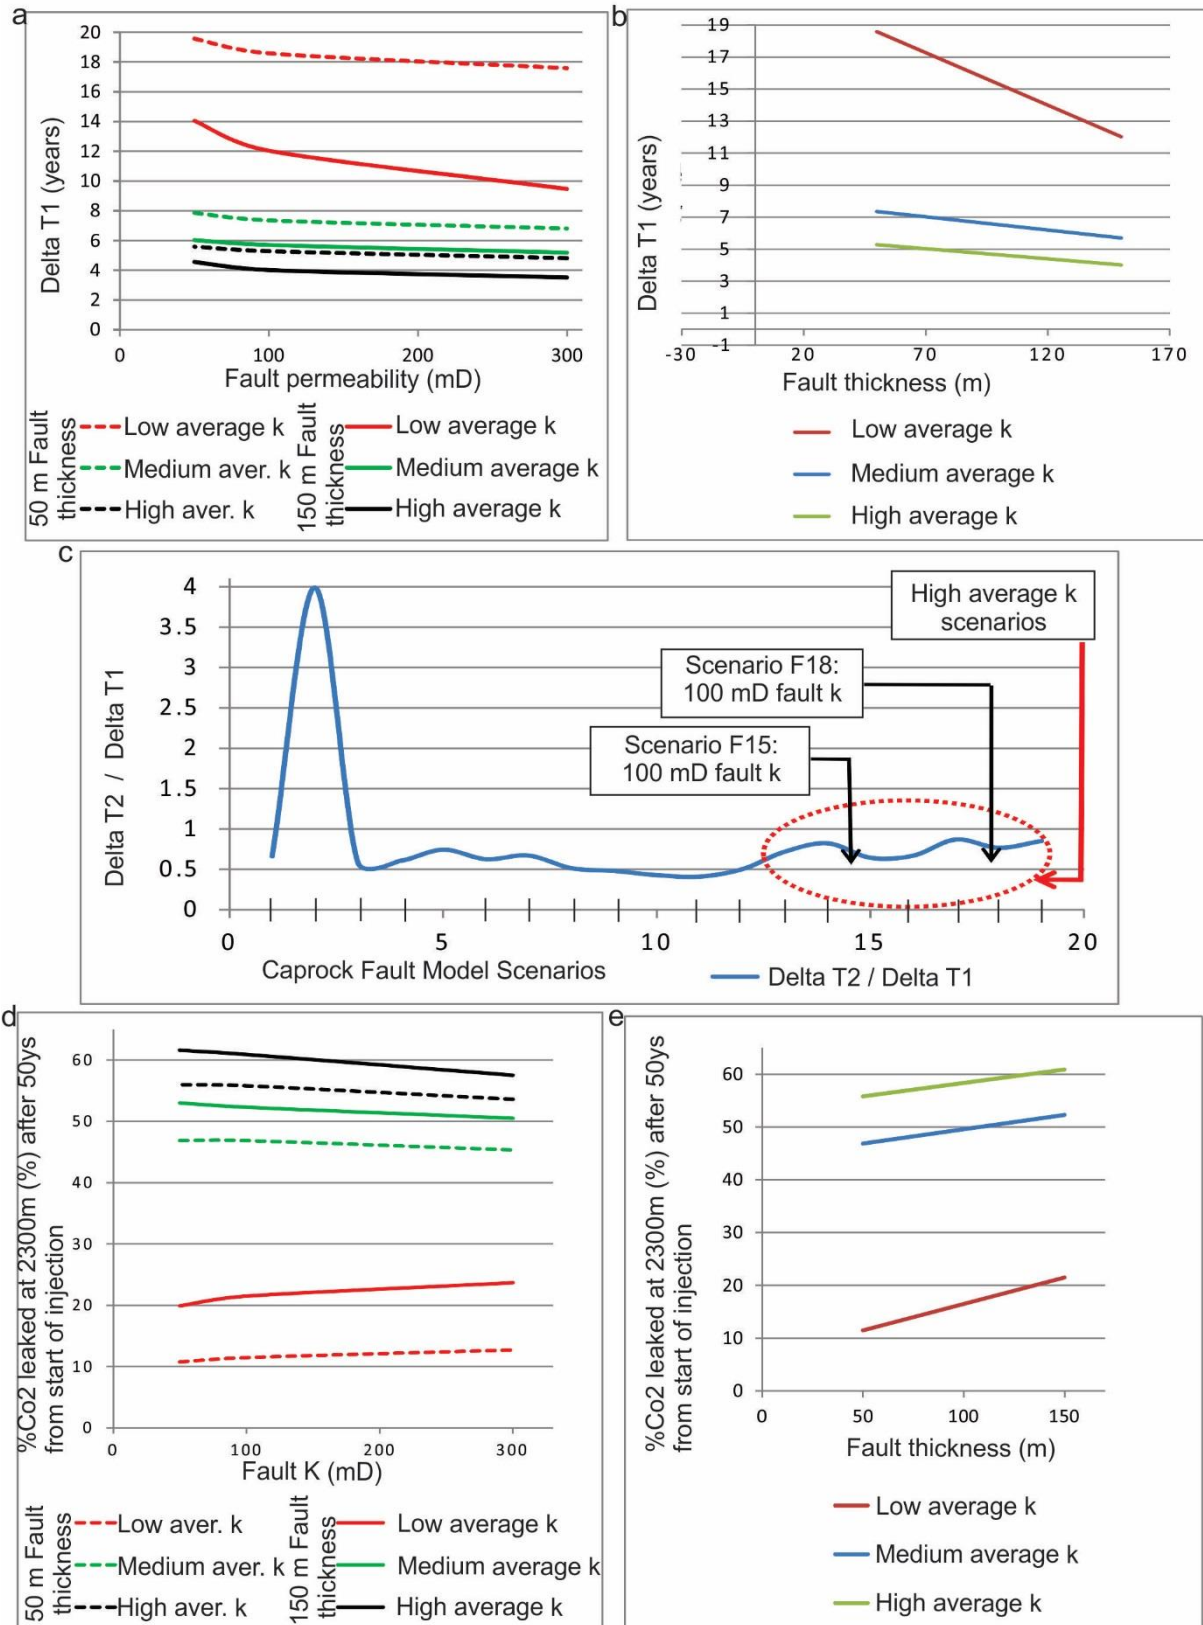 a
20
18
16
14
12
10
8
6
4
2
0
Delta T1 (years)
0 100 200 300
Fault permeability (mD)
50 m Fault
thickness
Low average k
Medium aver. k
High aver. k
150 m Fault
thickness
Low average k
Medium average k
High average k
b
19
17
15
13
11
9
7
5
3
1
-1
Delta T1 (years)
-30 20 70 120 170
Fault thickness (m)
Low average k
Medium average k
High average k
c
4
3.5
3
2.5
2
1.5
1
0.5
0
Delta T2 / Delta T1
High average k
scenarios
Scenario F18:
100 mD fault k
Scenario F15:
100 mD fault k
0 5 10 15 20
Caprock Fault Model Scenarios
Delta T2 / Delta T1
d
60
50
40
30
20
10
0
%Co2 leaked at 2300m (%) after 50ys
from start of injection
0 100 200 300
Fault K (mD)
50 m Fault
thickness
Low aver. k
Medium aver. k
High aver. k
150 m Fault
thickness
Low average k
Medium average k
High average k
e
60
50
40
30
20
10
0
%Co2 leaked at 2300m (%) after 50ys
from start of injection
0 50 100 150
Fault thickness (m)
Low average k
Medium average k
High average k